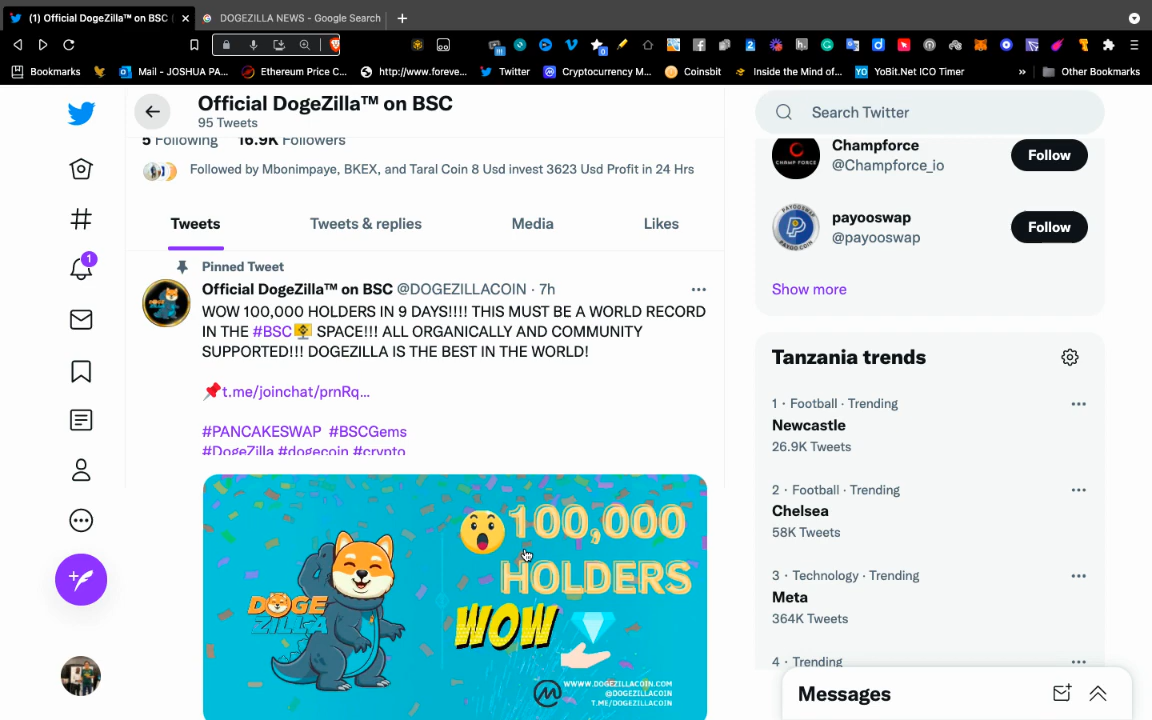 (1) Official DogeZilla™ on BSC (
DOGEZILLA NEWS - Google Search
Bookmarks
Mail - JOSHUA PA...
Ethereum Price C...
http://www.foreve...
Twitter
Cryptocurrency M...
Coinsbit
Inside the Mind of...
YoBit.Net ICO Timer
»
Other Bookmarks
Official DogeZilla™ on BSC
95 Tweets
5 Following 16.9K Followers
Followed by Mbonimpaye, BKEX, and Taral Coin 8 Usd invest 3623 Usd Profit in 24 Hrs
Tweets
Tweets & replies
Media
Likes
Pinned Tweet
Official DogeZilla™ on BSC @DOGEZILLACOIN · 7h
WOW 100,000 HOLDERS IN 9 DAYS!!!! THIS MUST BE A WORLD RECORD
IN THE #BSC SPACE!!! ALL ORGANICALLY AND COMMUNITY
SUPPORTED!!! DOGEZILLA IS THE BEST IN THE WORLD!
📌t.me/joinchat/prnRq...
#PANCAKESWAP #BSCGems
#DogeZilla #dogecoin #crypto
100,000
HOLDERS
WOW
DOGE
ZILLA
WWW.DOGEZILLACOIN.COM
@DOGEZILLACOIN
T.ME/DOGEZILLACOIN
1
Search Twitter
Champforce
@Champforce_io
Follow
payooswap
@payooswap
Follow
Show more
Tanzania trends
1 · Football · Trending
Newcastle
26.9K Tweets
2 · Football · Trending
Chelsea
58K Tweets
3 · Technology · Trending
Meta
364K Tweets
4 · Trending
Messages